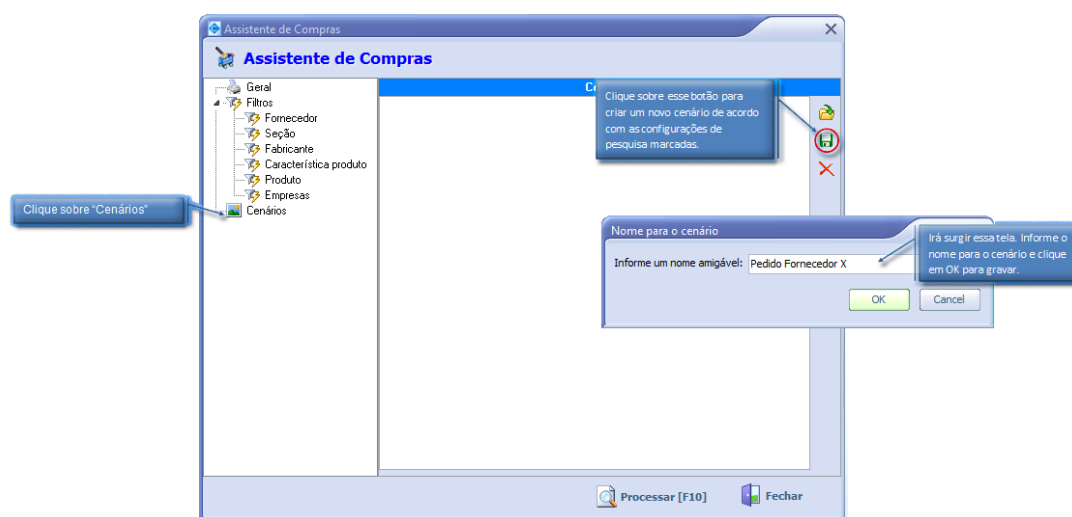 Assistente de Compras
Assistente de Compras
Geral
Filtros
Fornecedor
Seção
Fabricante
Característica produto
Produto
Empresas
Cenários
Clique sobre "Cenários"
Clique sobre esse botão para
criar um novo cenário de acordo
com as configurações de
pesquisa marcadas.
Nome para o cenário
Informe um nome amigável: Pedido Fornecedor X
OK Cancel
Irá surgir essa tela. Informe o
nome para o cenário e clique
em OK para gravar.
Processar [F10] Fechar